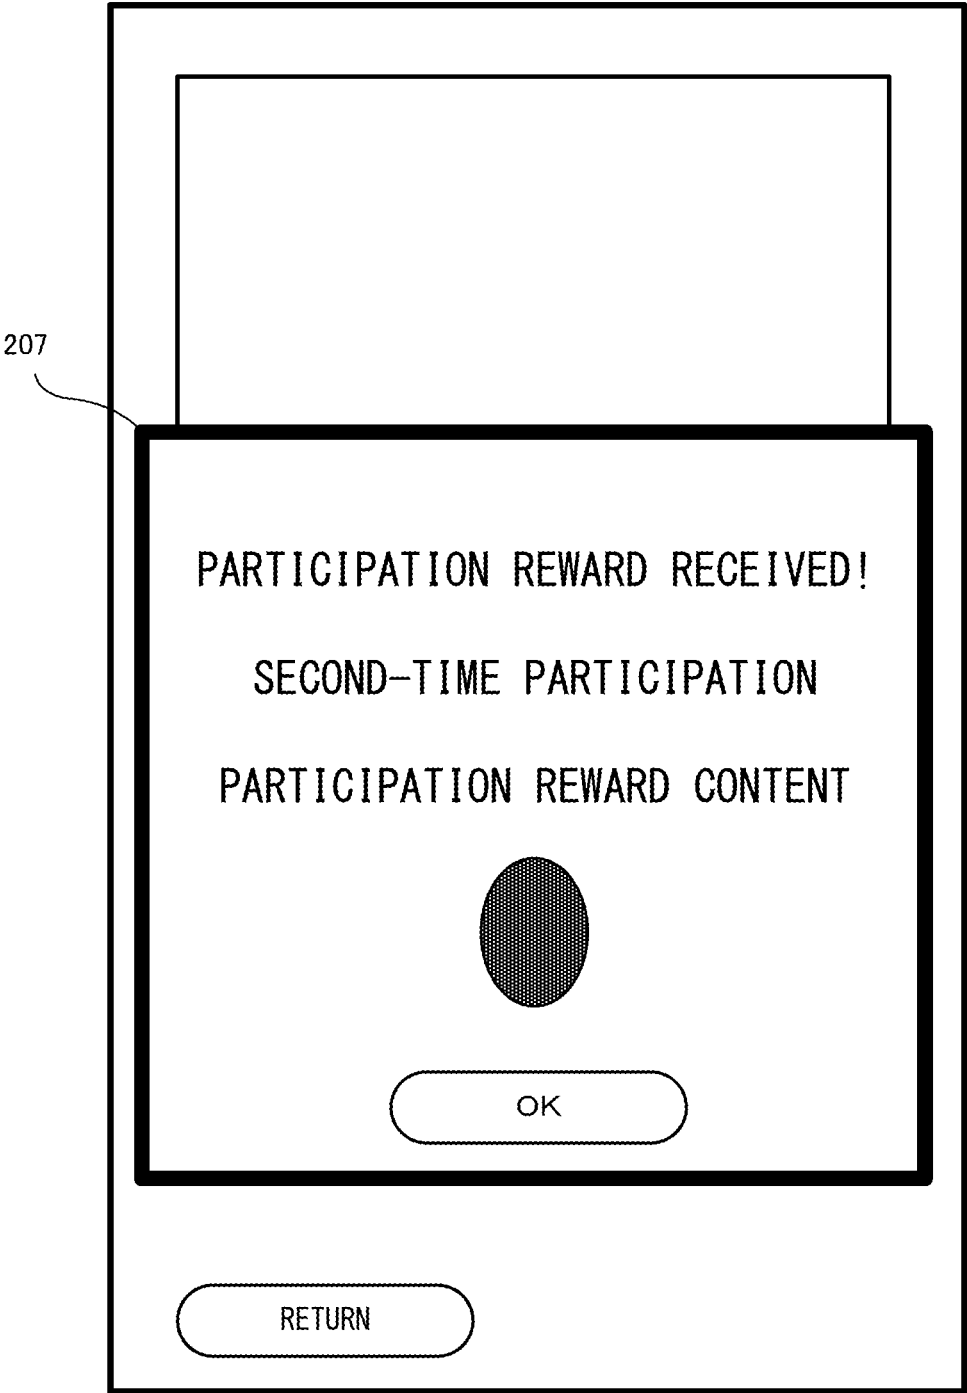 207
PARTICIPATION REWARD RECEIVED!
SECOND-TIME PARTICIPATION
PARTICIPATION REWARD CONTENT
OK
RETURN